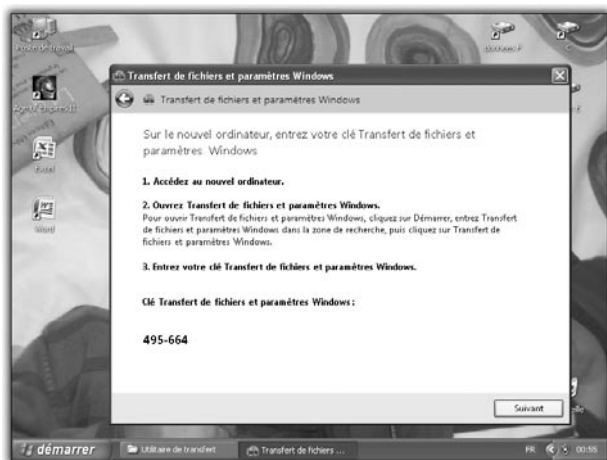 Poste de travail
données F
C
Transfert de fichiers et paramètres Windows
Transfert de fichiers et paramètres Windows
Sur le nouvel ordinateur, entrez votre clé Transfert de fichiers et
paramètres Windows
1. Accédez au nouvel ordinateur.
2. Ouvrez Transfert de fichiers et paramètres Windows.
Pour ouvrir Transfert de fichiers et paramètres Windows, cliquez sur Démarrer, entrez Transfert
de fichiers et paramètres Windows dans la zone de recherche, puis cliquez sur Transfert de
fichiers et paramètres Windows.
3. Entrez votre clé Transfert de fichiers et paramètres Windows.
Clé Transfert de fichiers et paramètres Windows :
495-664
Excel
Word
Suivant
démarrer
Utilitaire de transfert
Transfert de fichiers ...
FR
00:55